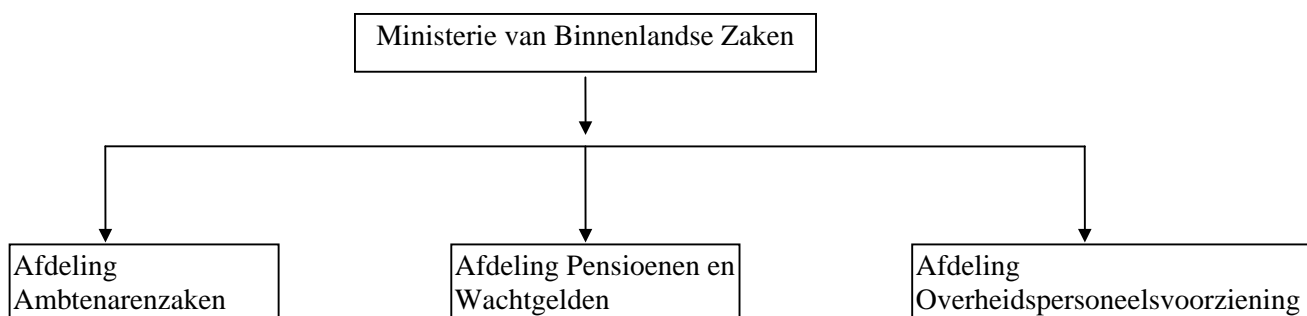 Ministerie van Binnenlandse Zaken
Afdeling
Ambtenarenzaken
Afdeling Pensioenen en
Wachtgelden
Afdeling
Overheidspersoneelsvoorziening